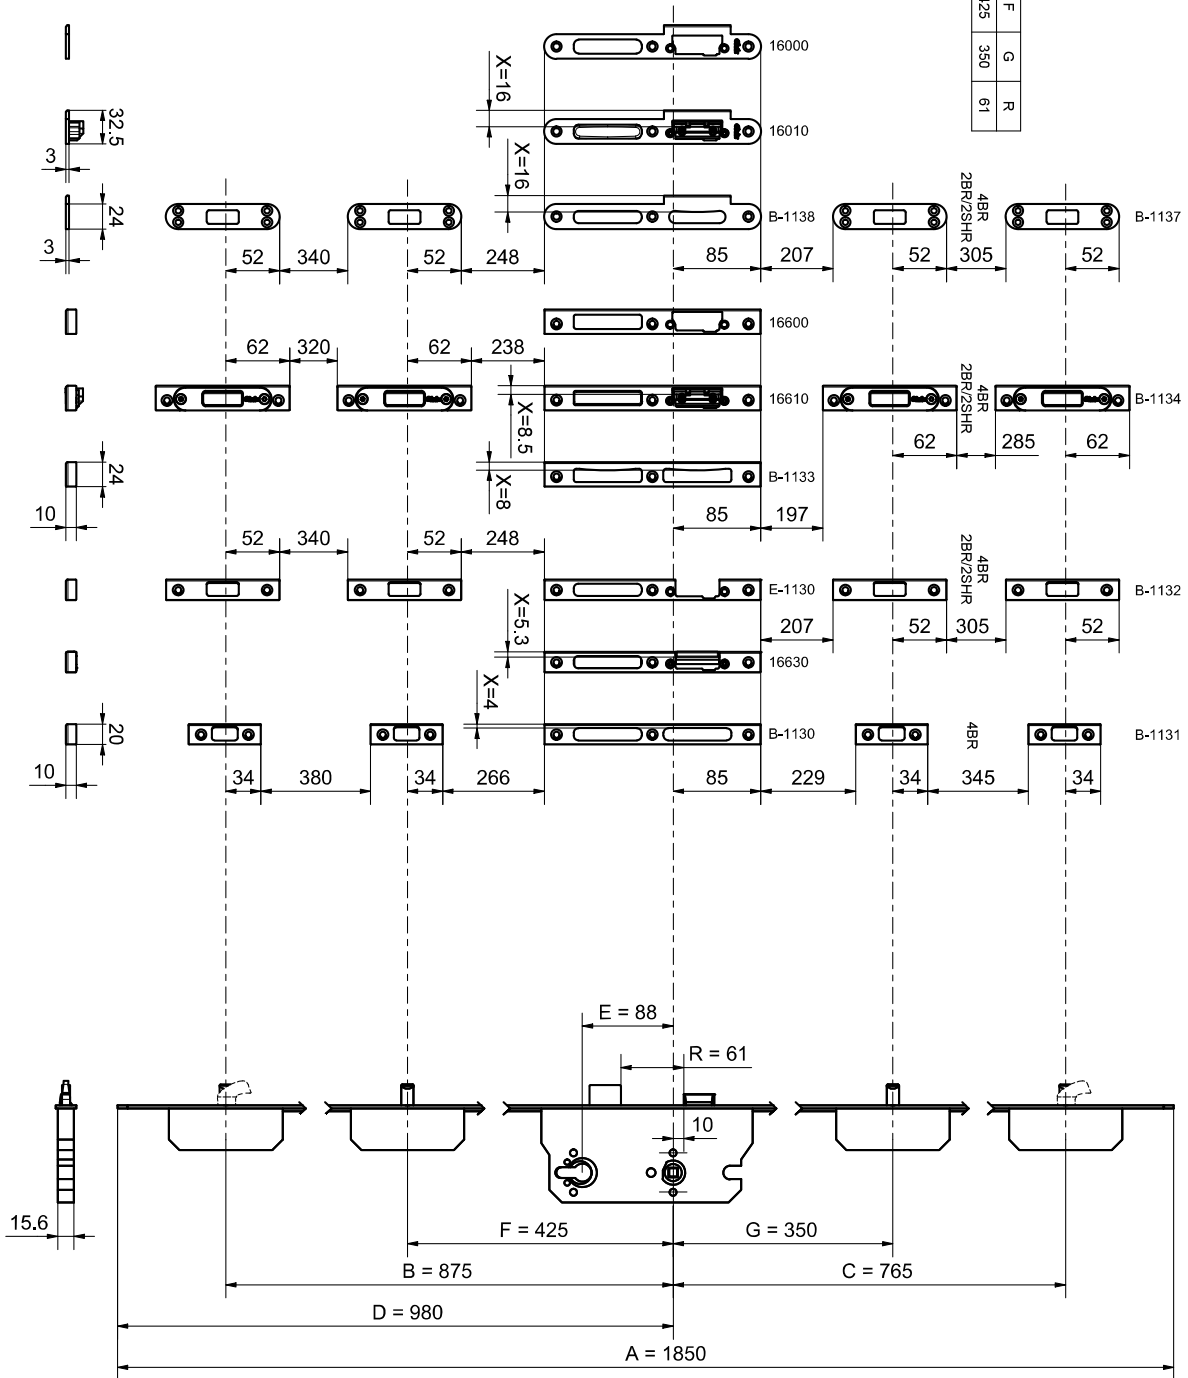 F G R
425 350 61
16000
X=16
32.5
3
16010
X=16
24
3
B-1138
4BR
2BR/2SHR
B-1137
52 340 52 248 85 207 52 305 52
16600
62 320 62 238
16610
4BR
2BR/2SHR
B-1134
X=8.5
62 285 62
24
X=8
B-1133
10
85 197
52 340 52 248
E-1130
4BR
2BR/2SHR
B-1132
X=5.3
207 52 305 52
16630
X=4
20
B-1130
4BR
B-1131
10
34 380 34 266 85 229 34 345 34
E = 88
R = 61
10
15.6
F = 425 G = 350
B = 875 C = 765
D = 980
A = 1850